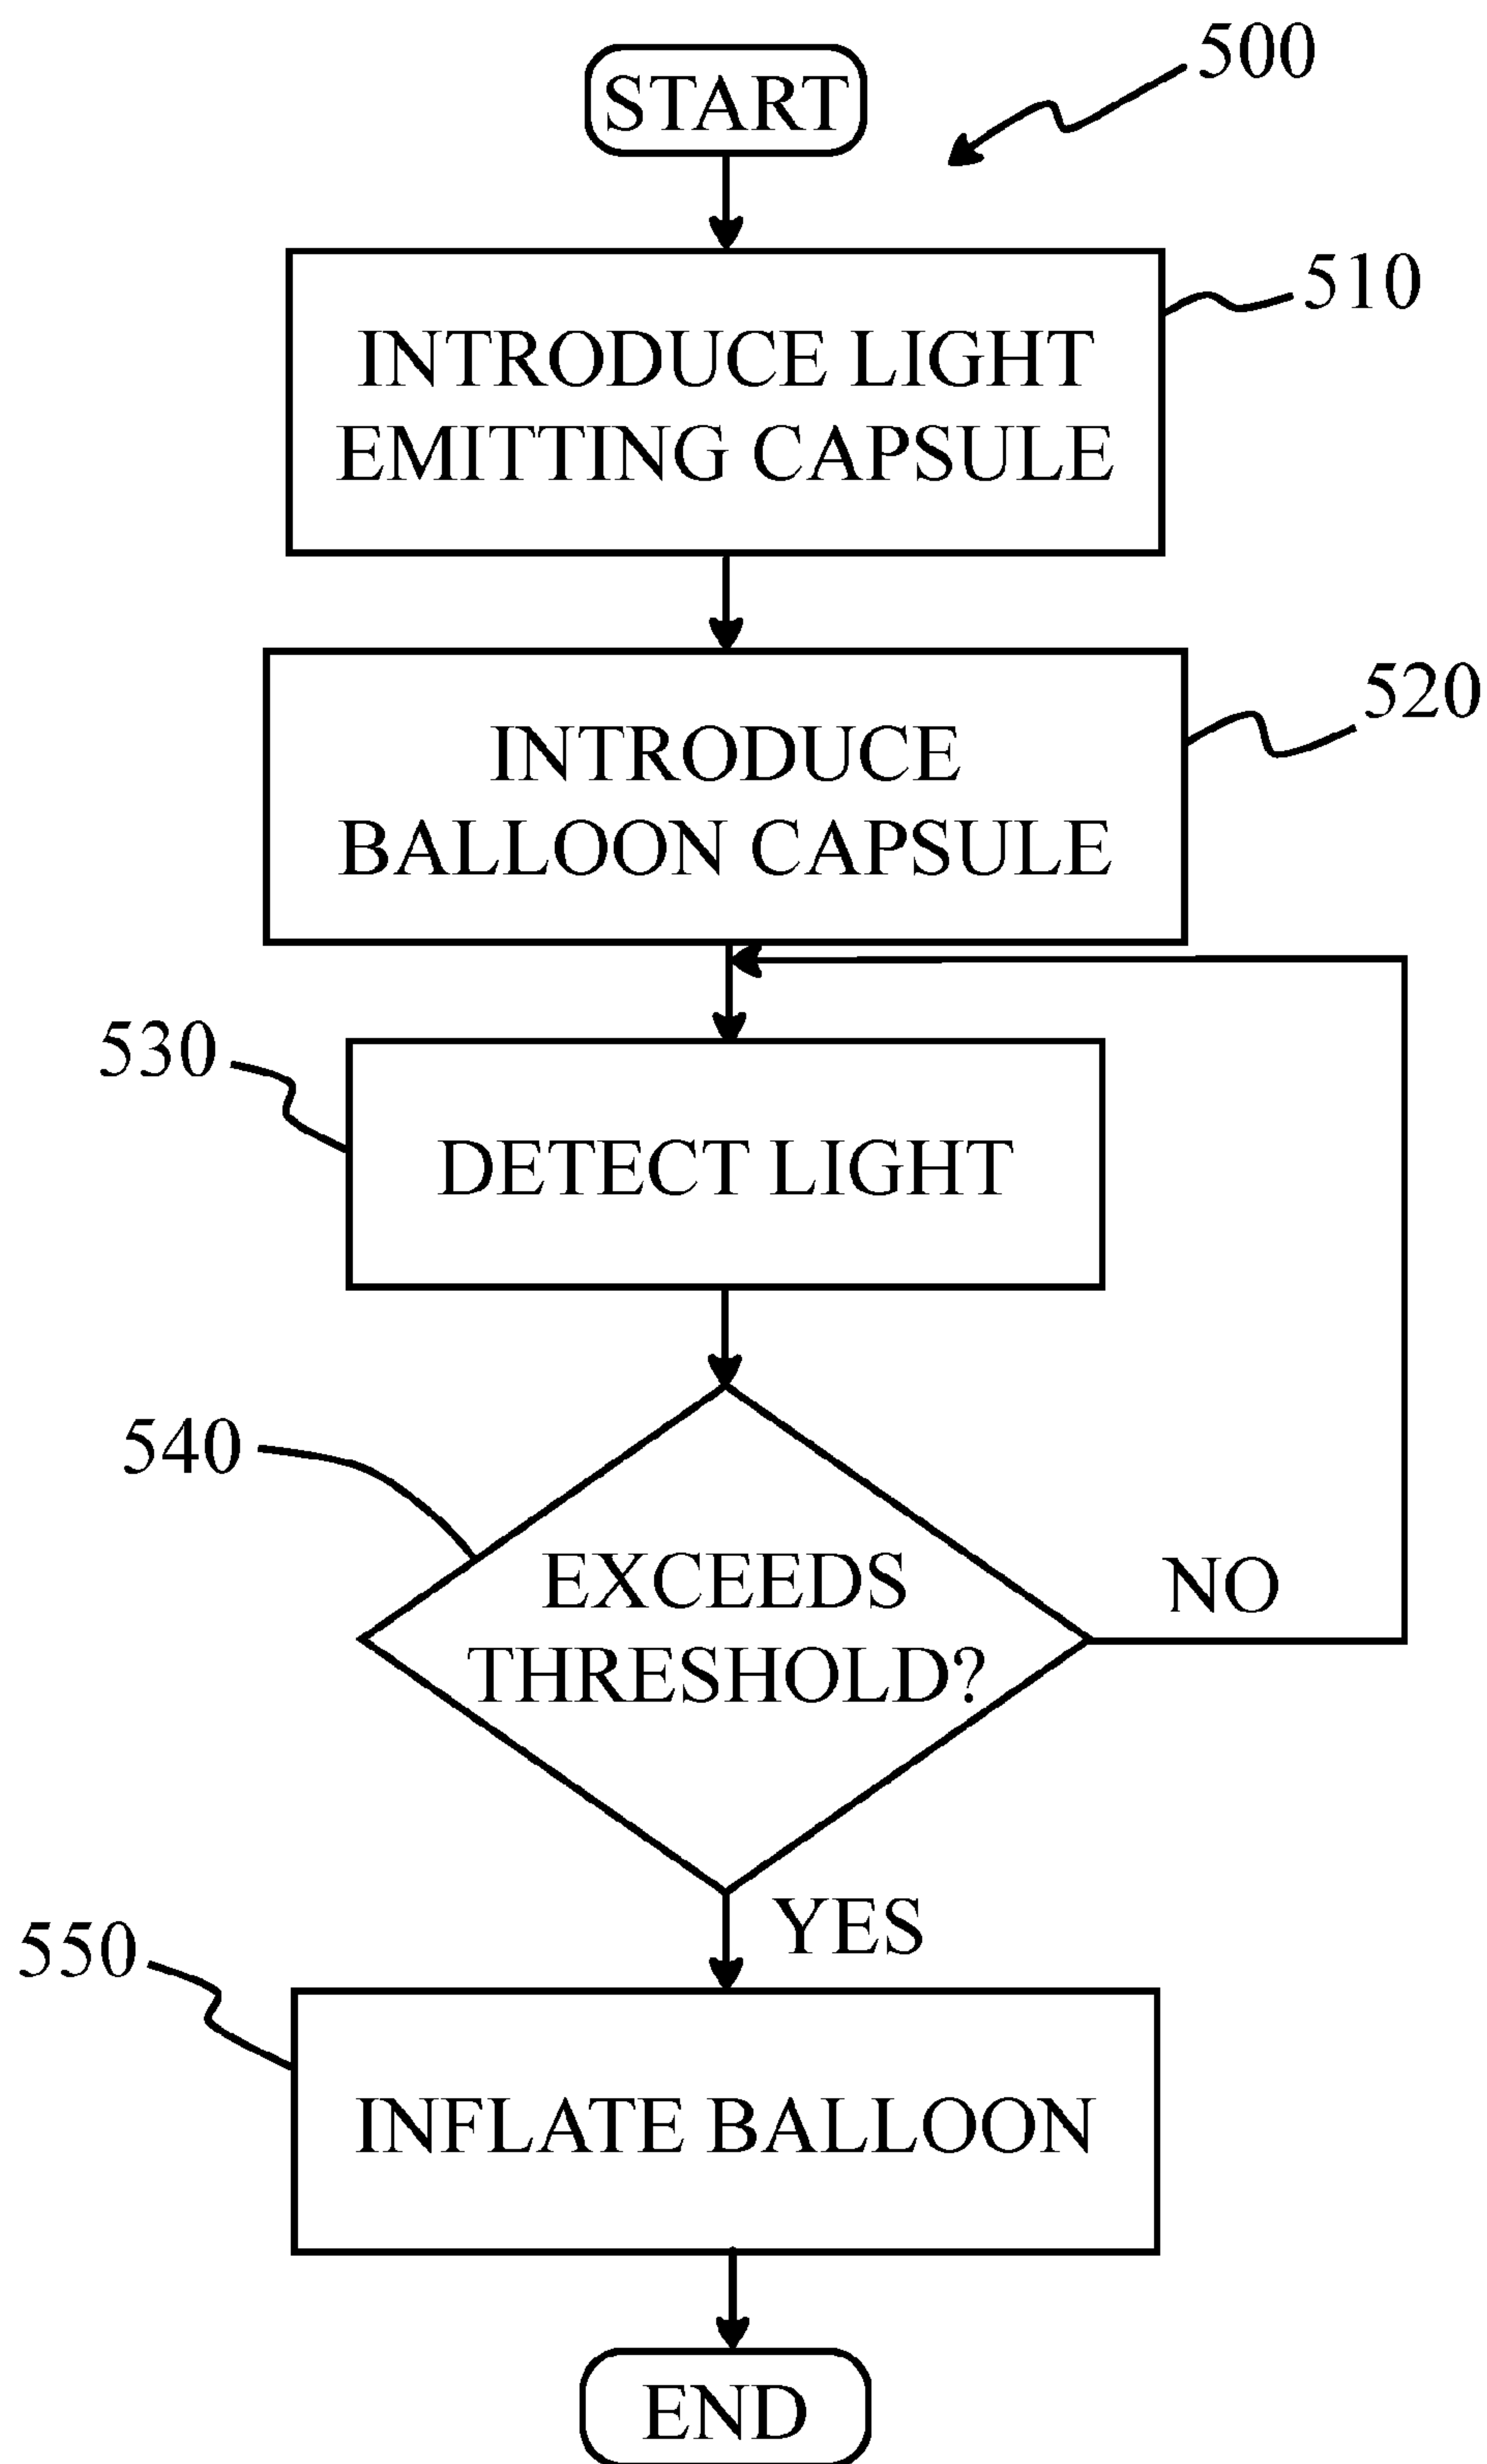 500
START
510
INTRODUCE LIGHT
EMITTING CAPSULE
520
INTRODUCE
BALLOON CAPSULE
530
DETECT LIGHT
540
EXCEEDS
THRESHOLD?
NO
YES
550
INFLATE BALLOON
END